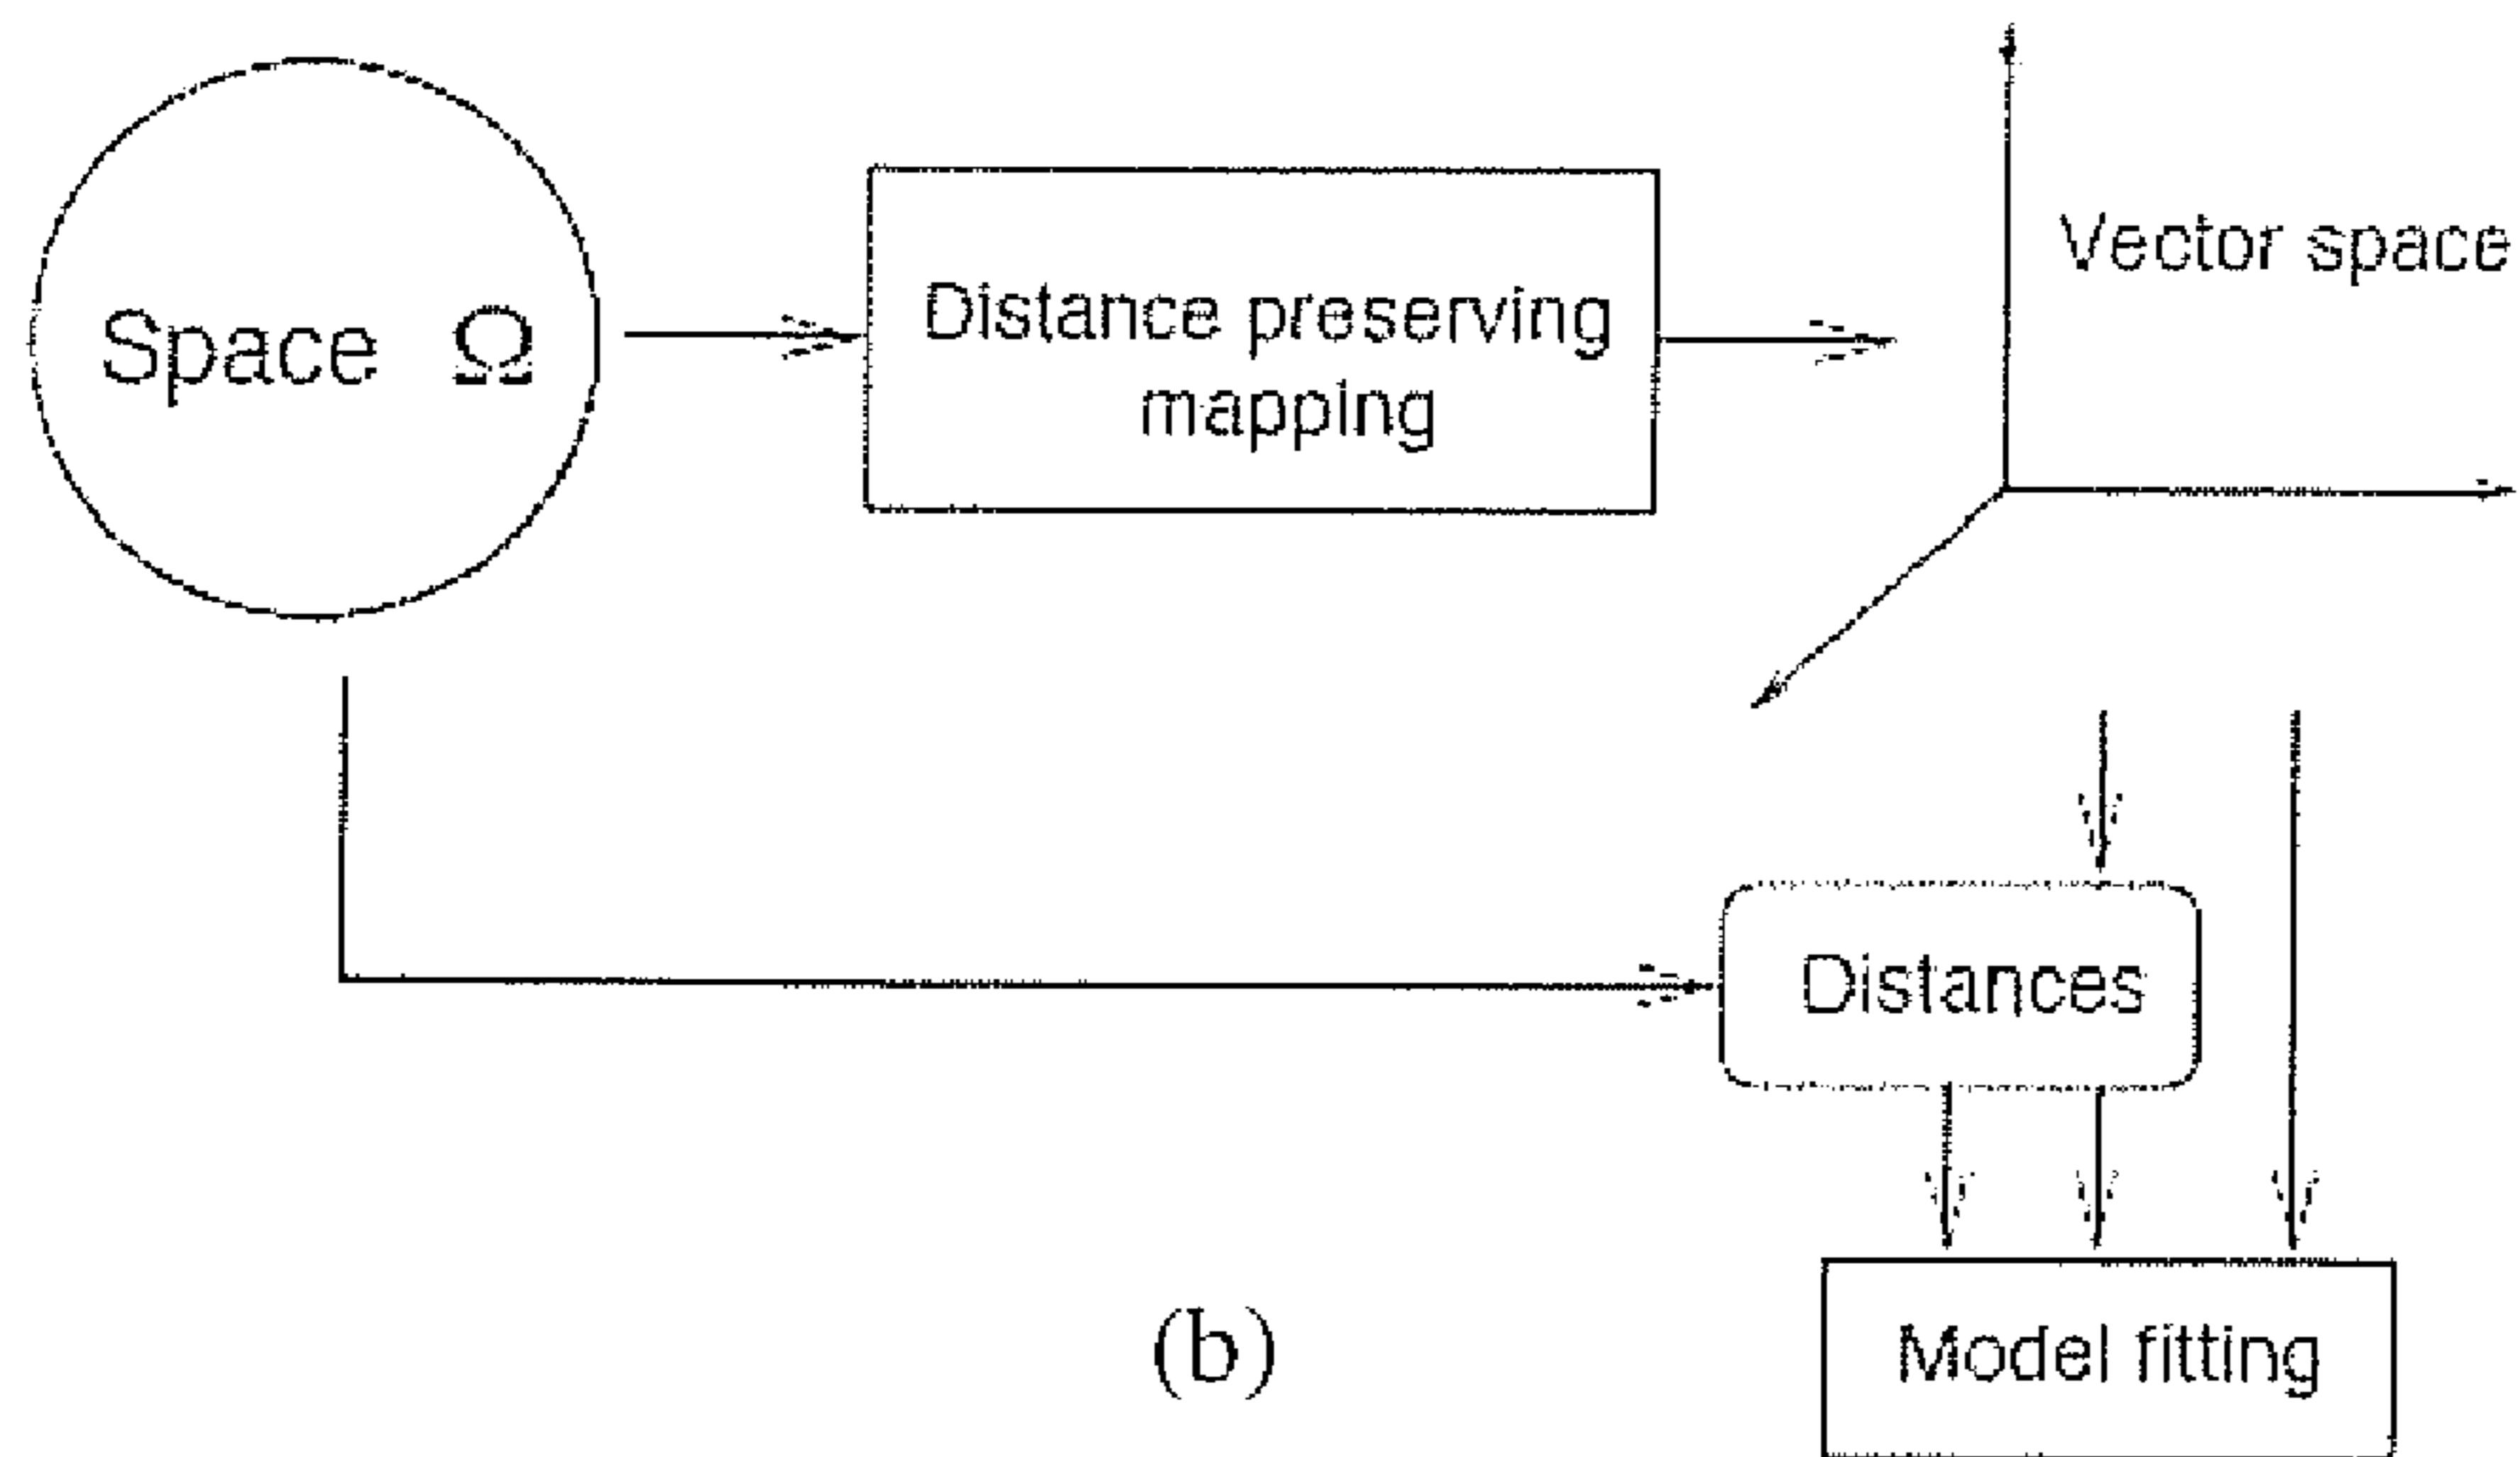 Vector space
Distance preserving
mapping
Space Ω
Distances
Model fitting
(b)